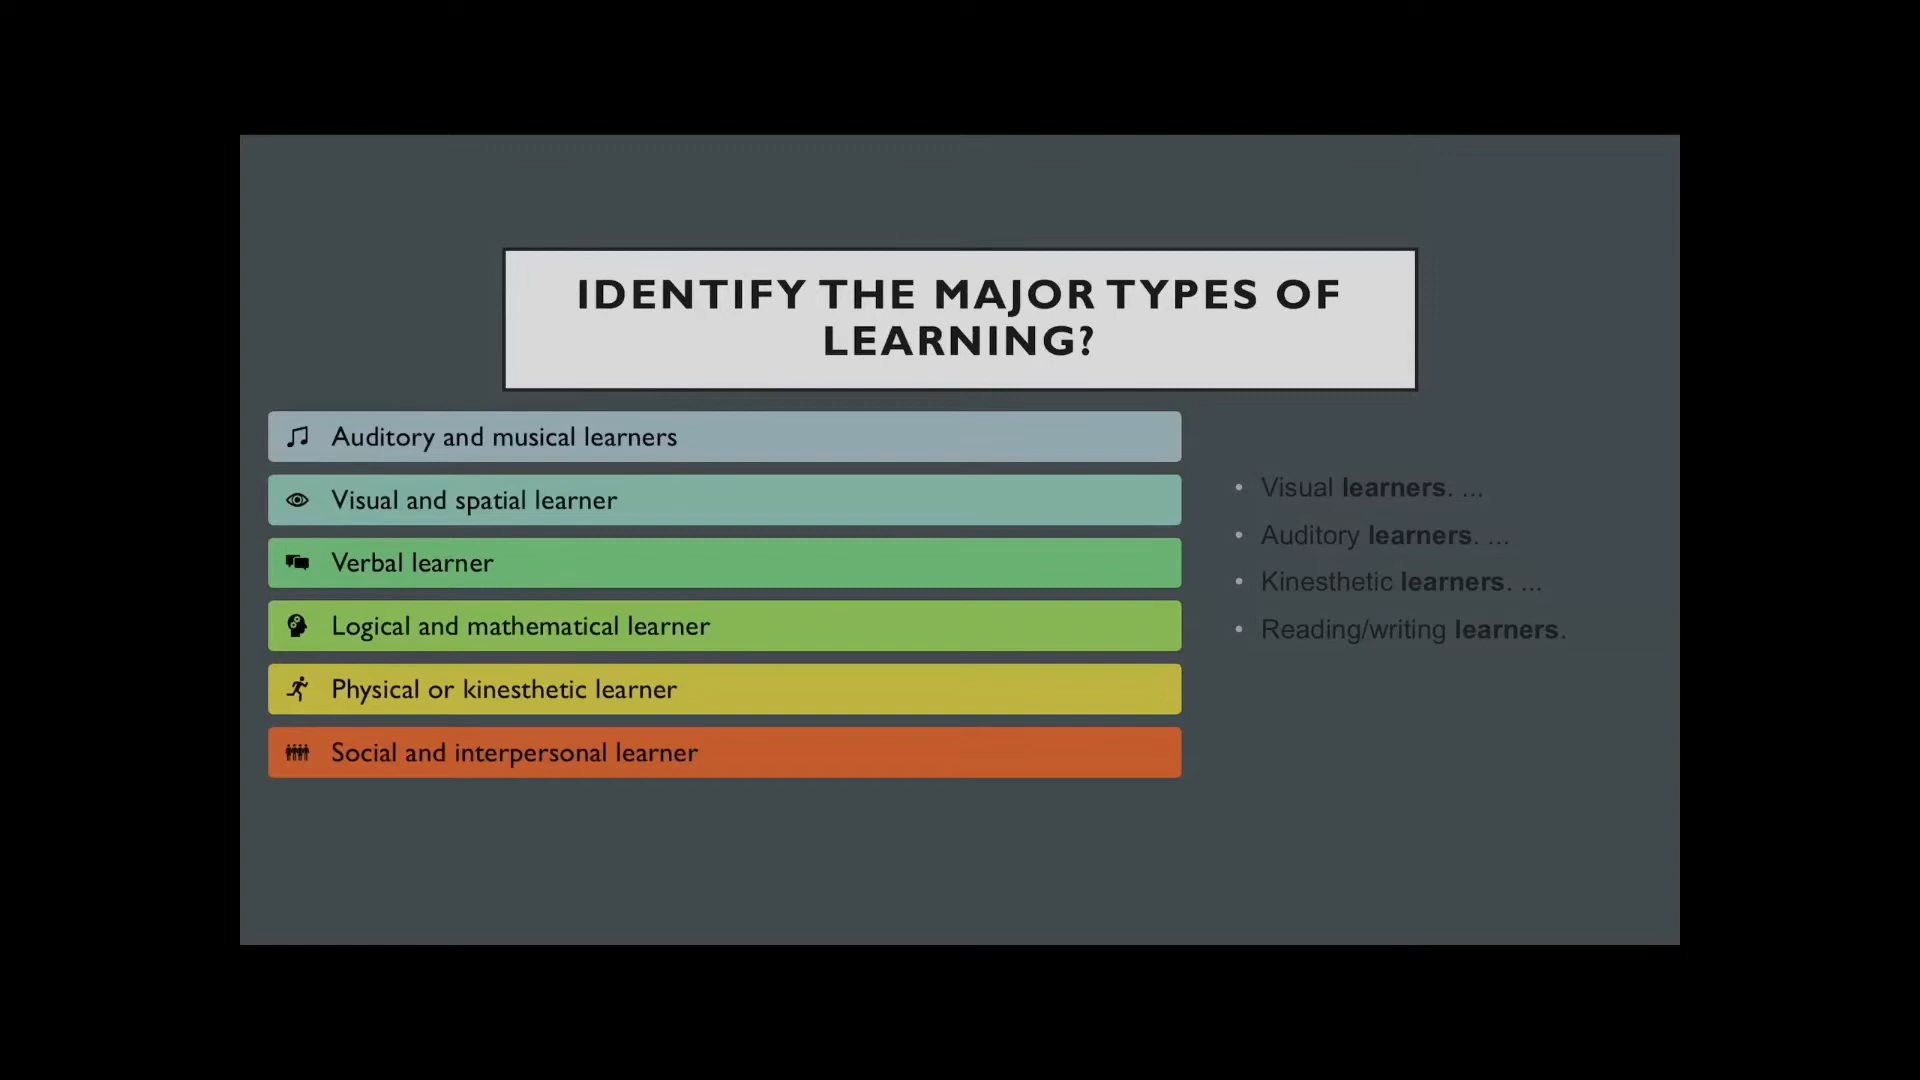 IDENTIFY THE MAJOR TYPES OF
LEARNING?
Auditory and musical learners
Visual and spatial learner
Verbal learner
Logical and mathematical learner
Physical or kinesthetic learner
Social and interpersonal learner
• Visual learners. ...
• Auditory learners. ...
• Kinesthetic learners. ...
• Reading/writing learners.